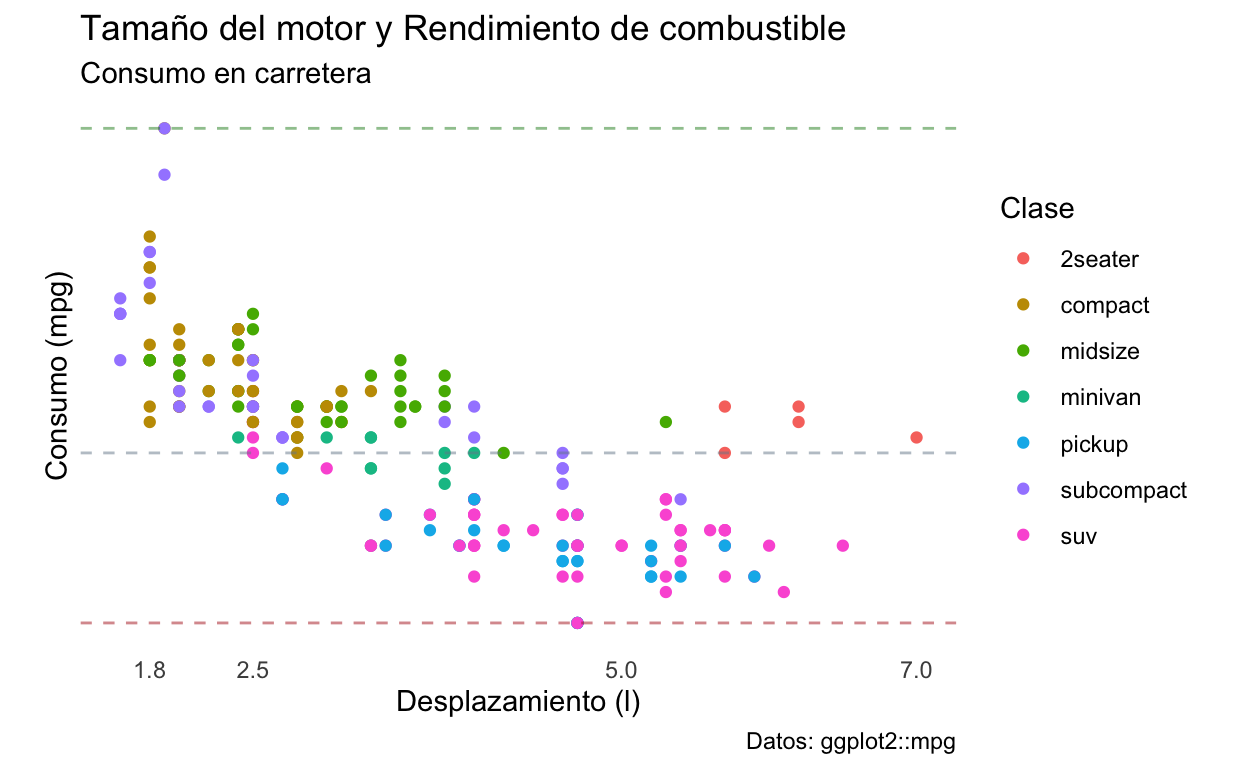 Tamaño del motor y Rendimiento de combustible
Consumo en carretera
Consumo (mpg)
1.8 2.5 5.0 7.0
Desplazamiento (l)
Datos: ggplot2::mpg
Clase
2seater
compact
midsize
minivan
pickup
subcompact
suv